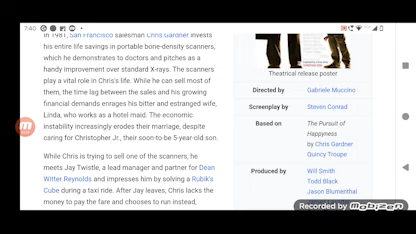 7:40
In 1981, San Francisco salesman Chris Gardner invests
his entire life savings in portable bone-density scanners,
which he demonstrates to doctors and pitches as a
handy improvement over standard X-rays. The scanners
play a vital role in Chris's life. While he can sell most of
them, the time lag between the sales and his growing
financial demands enrages his bitter and estranged wife,
Linda, who works as a hotel maid. The economic
instability increasingly erodes their marriage, despite
caring for Christopher Jr., their soon-to-be 5-year-old son.
While Chris is trying to sell one of the scanners, he
meets Jay Twistle, a lead manager and partner for Dean
Witter Reynolds and impresses him by solving a Rubik's
Cube during a taxi ride. After Jay leaves, Chris lacks the
money to pay the fare and chooses to run instead,
Theatrical release poster
Directed by Gabriele Muccino
Screenplay by Steven Conrad
Based on The Pursuit of
Happyness
by Chris Gardner
Quincy Troupe
Produced by Will Smith
Todd Black
Jason Blumenthal
Recorded by mobizen